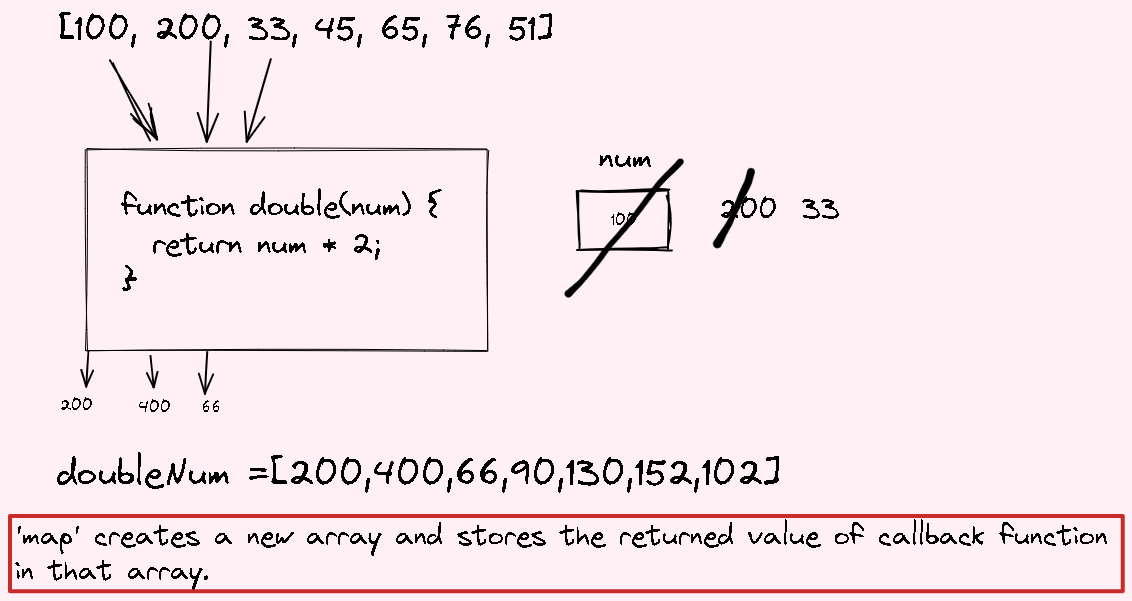 [100, 200, 33, 45, 65, 76, 51]
num
function double(num) {
return num * 2;
}
100
200 33
200 400 66
doubleNum =[200,400,66,90,130,152,102]
'map' creates a new array and stores the returned value of callback function
in that array.